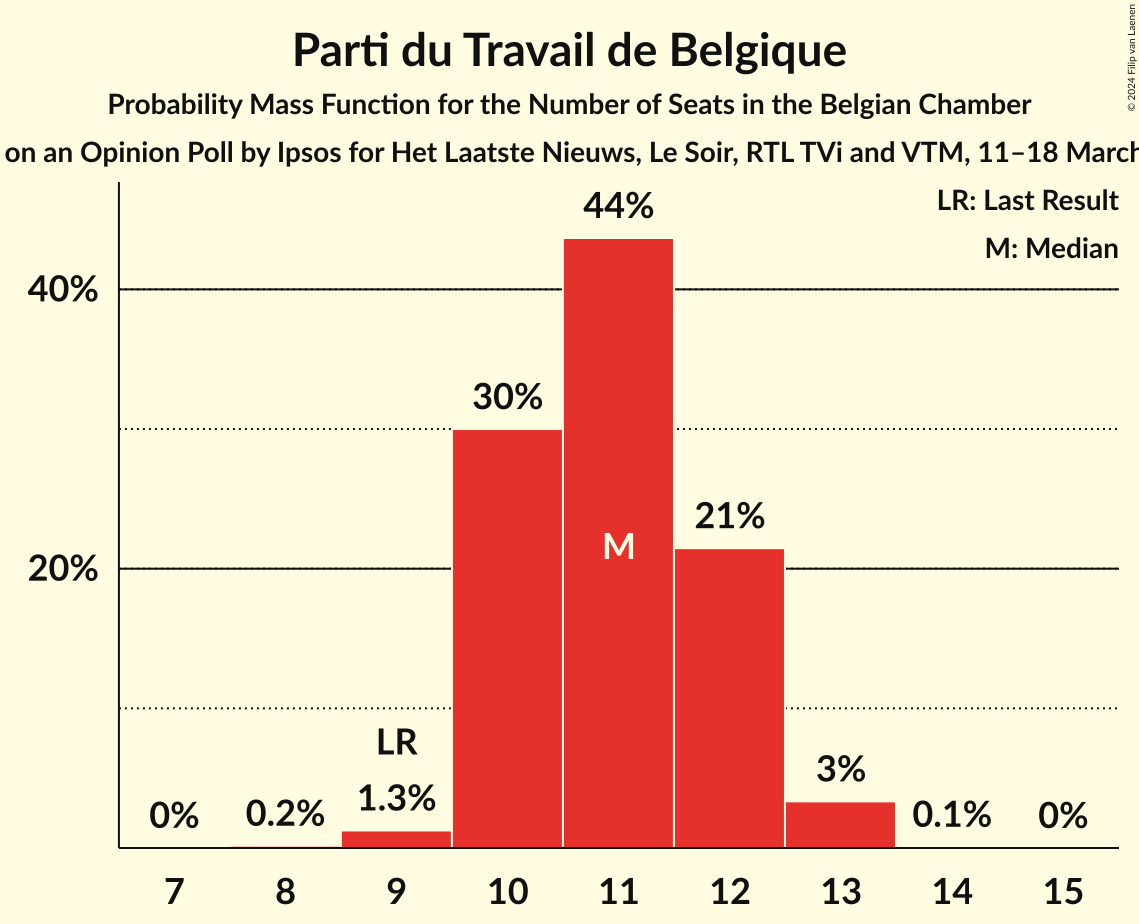 Parti du Travail de Belgique
Probability Mass Function for the Number of Seats in the Belgian Chamber
on an Opinion Poll by Ipsos for Het Laatste Nieuws, Le Soir, RTL TVi and VTM, 11–18 March
© 2024 Filip van Laenen
LR: Last Result
M: Median
44%
40%
30%
21%
M
20%
LR
0%
0.2%
1.3%
3%
0.1%
0%
7 8 9 10 11 12 13 14 15